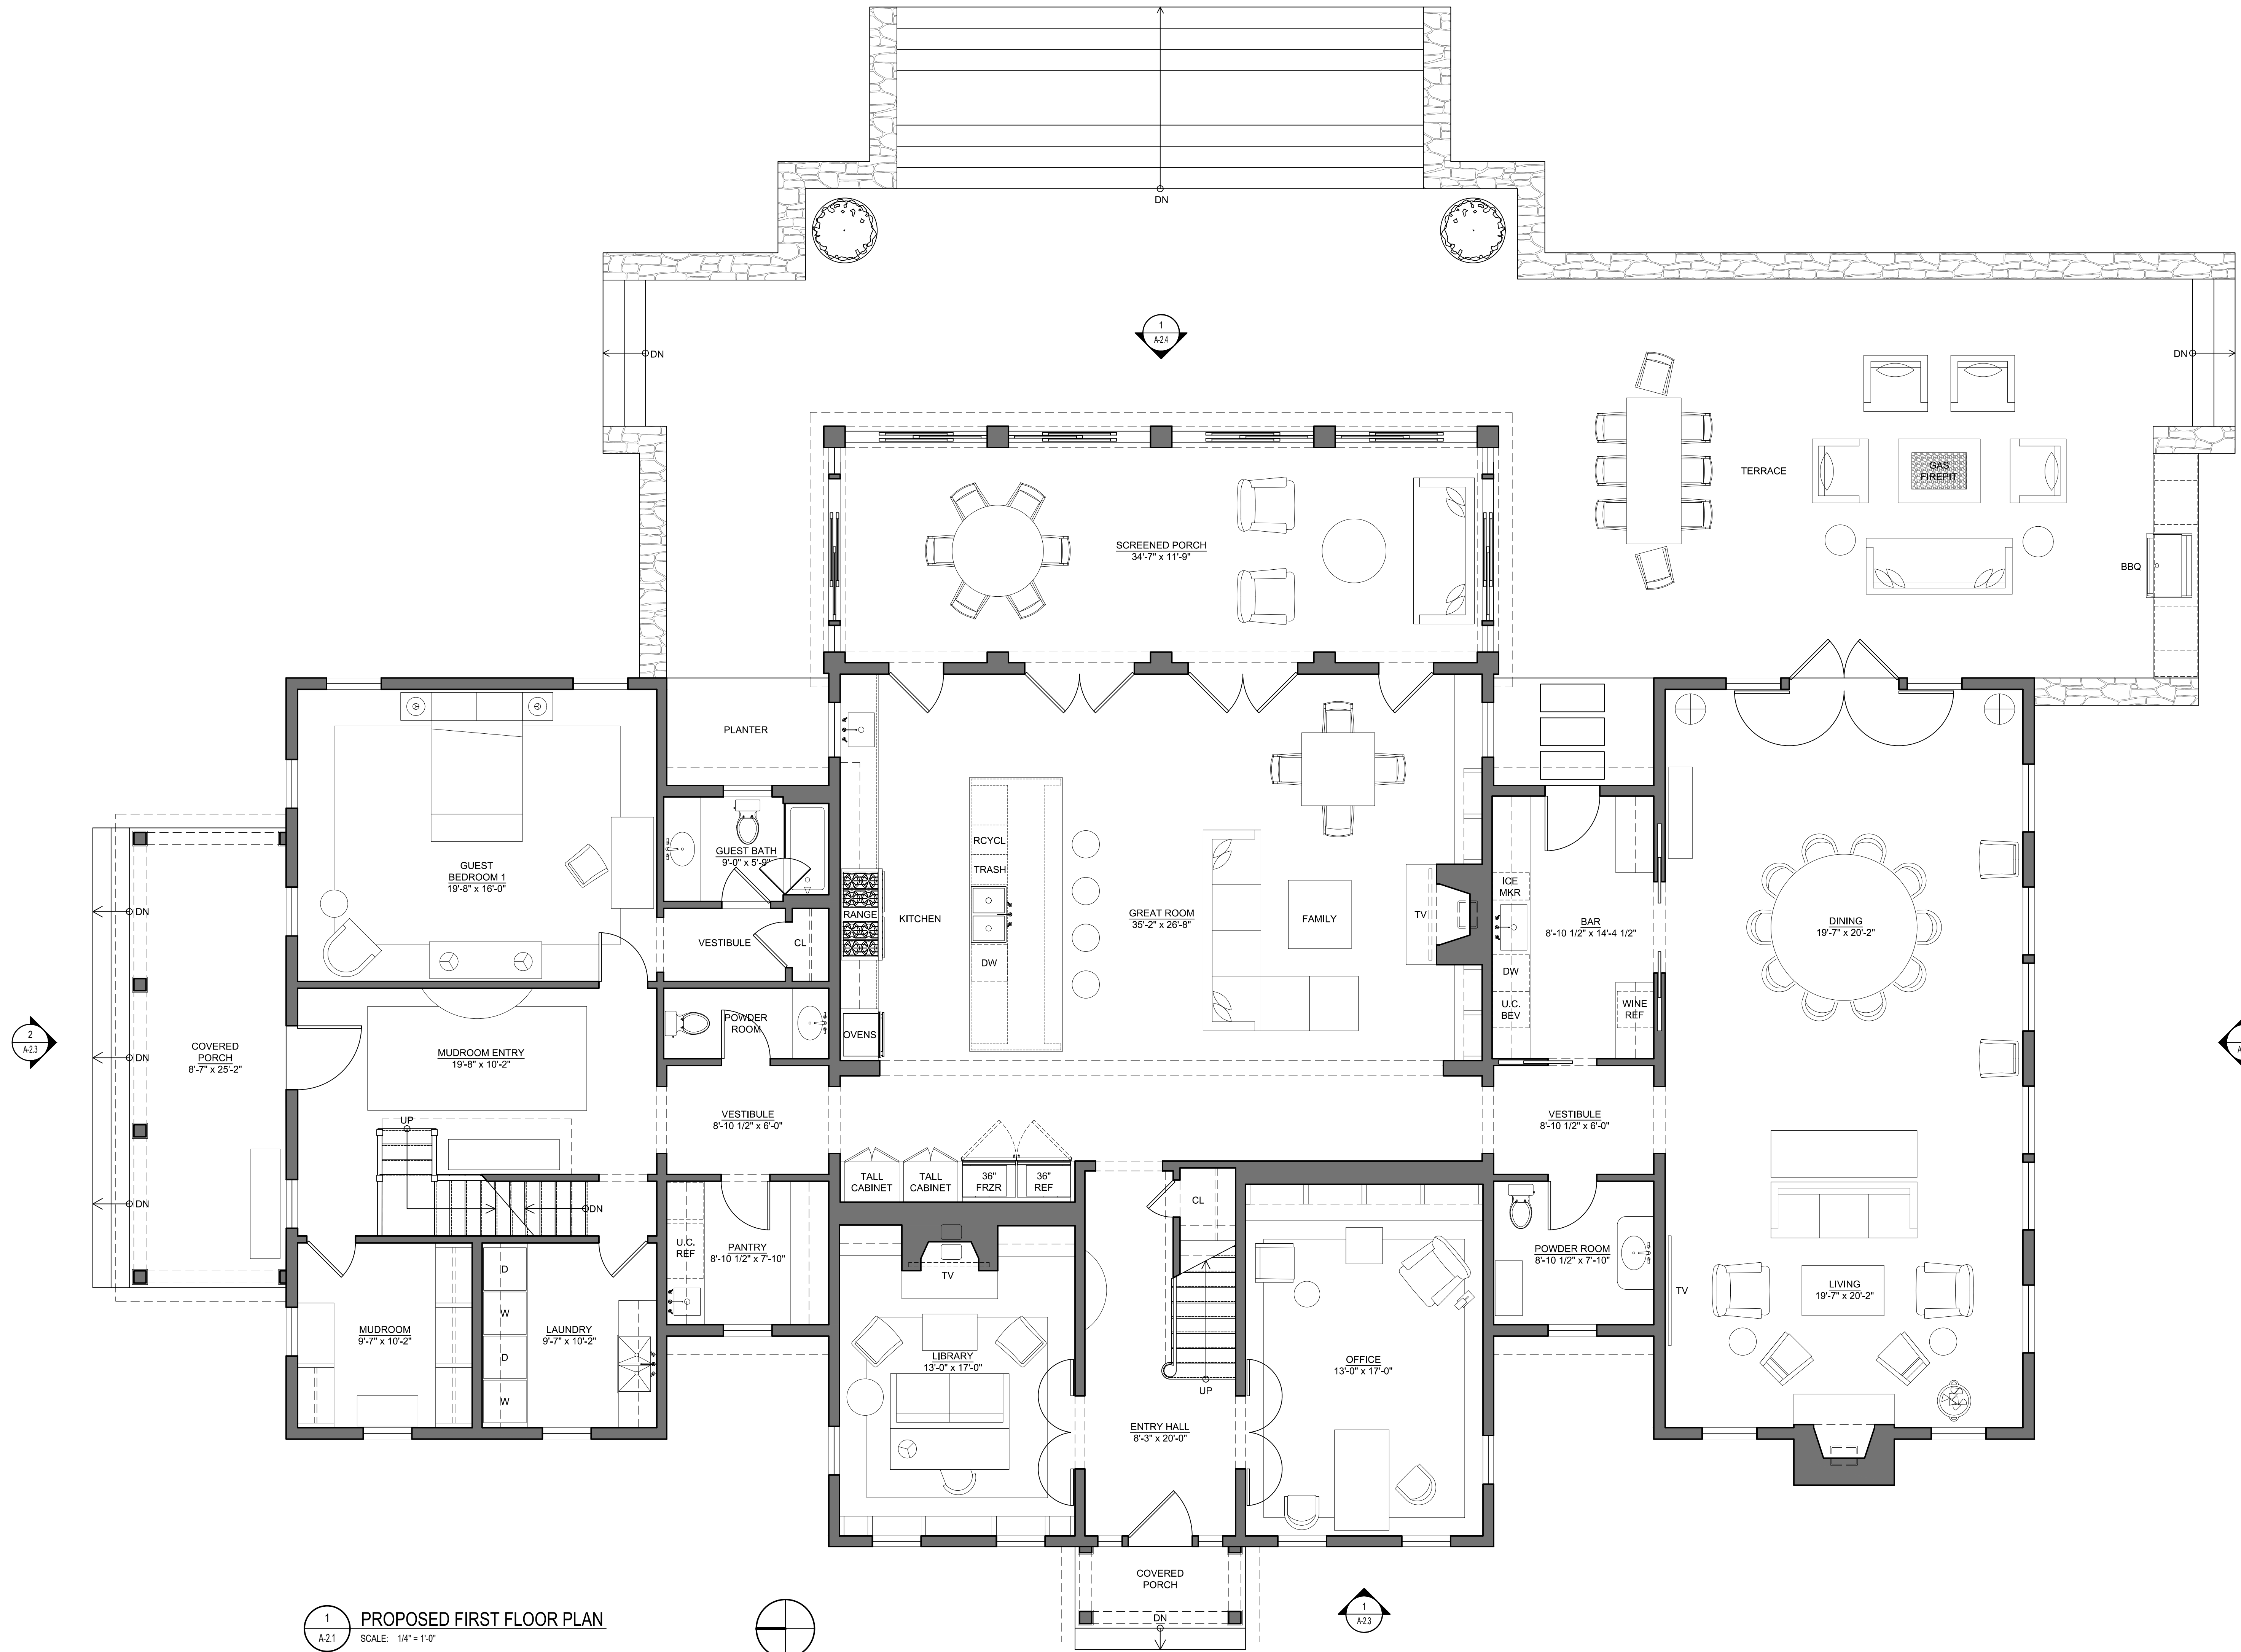 DN
1
A-2.4
DN
DN
TERRACE
GAS
FIREPIT
SCREENED PORCH
34'-7" x 11'-9"
BBQ
PLANTER
GUEST
BEDROOM 1
19'-8" x 16'-0"
GUEST BATH
9'-0" x 5'-9"
VESTIBULE
CL
RANGE
KITCHEN
RCYCL
TRASH
DW
OVENS
GREAT ROOM
35'-2" x 26'-8"
FAMILY
TV
ICE
MKR
DW
U.C.
BEV
BAR
8'-10 1/2" x 14'-4 1/2"
WINE
REF
DINING
19'-7" x 20'-2"
DN
DN
DN
2
A-2.3
COVERED
PORCH
8'-7" x 25'-2"
MUDROOM ENTRY
19'-8" x 10'-2"
POWDER
ROOM
UP
DN
VESTIBULE
8'-10 1/2" x 6'-0"
VESTIBULE
8'-10 1/2" x 6'-0"
TALL
CABINET
TALL
CABINET
36"
FRZR
36"
REF
CL
U.C.
REF
PANTRY
8'-10 1/2" x 7'-10"
POWDER ROOM
8'-10 1/2" x 7'-10"
TV
TV
LIVING
19'-7" x 20'-2"
MUDROOM
9'-7" x 10'-2"
D
W
D
W
LAUNDRY
9'-7" x 10'-2"
LIBRARY
13'-0" x 17'-0"
OFFICE
13'-0" x 17'-0"
UP
ENTRY HALL
8'-3" x 20'-0"
COVERED
PORCH
DN
1
A-2.3
1
A-2.1
PROPOSED FIRST FLOOR PLAN
SCALE: 1/4" = 1'-0"